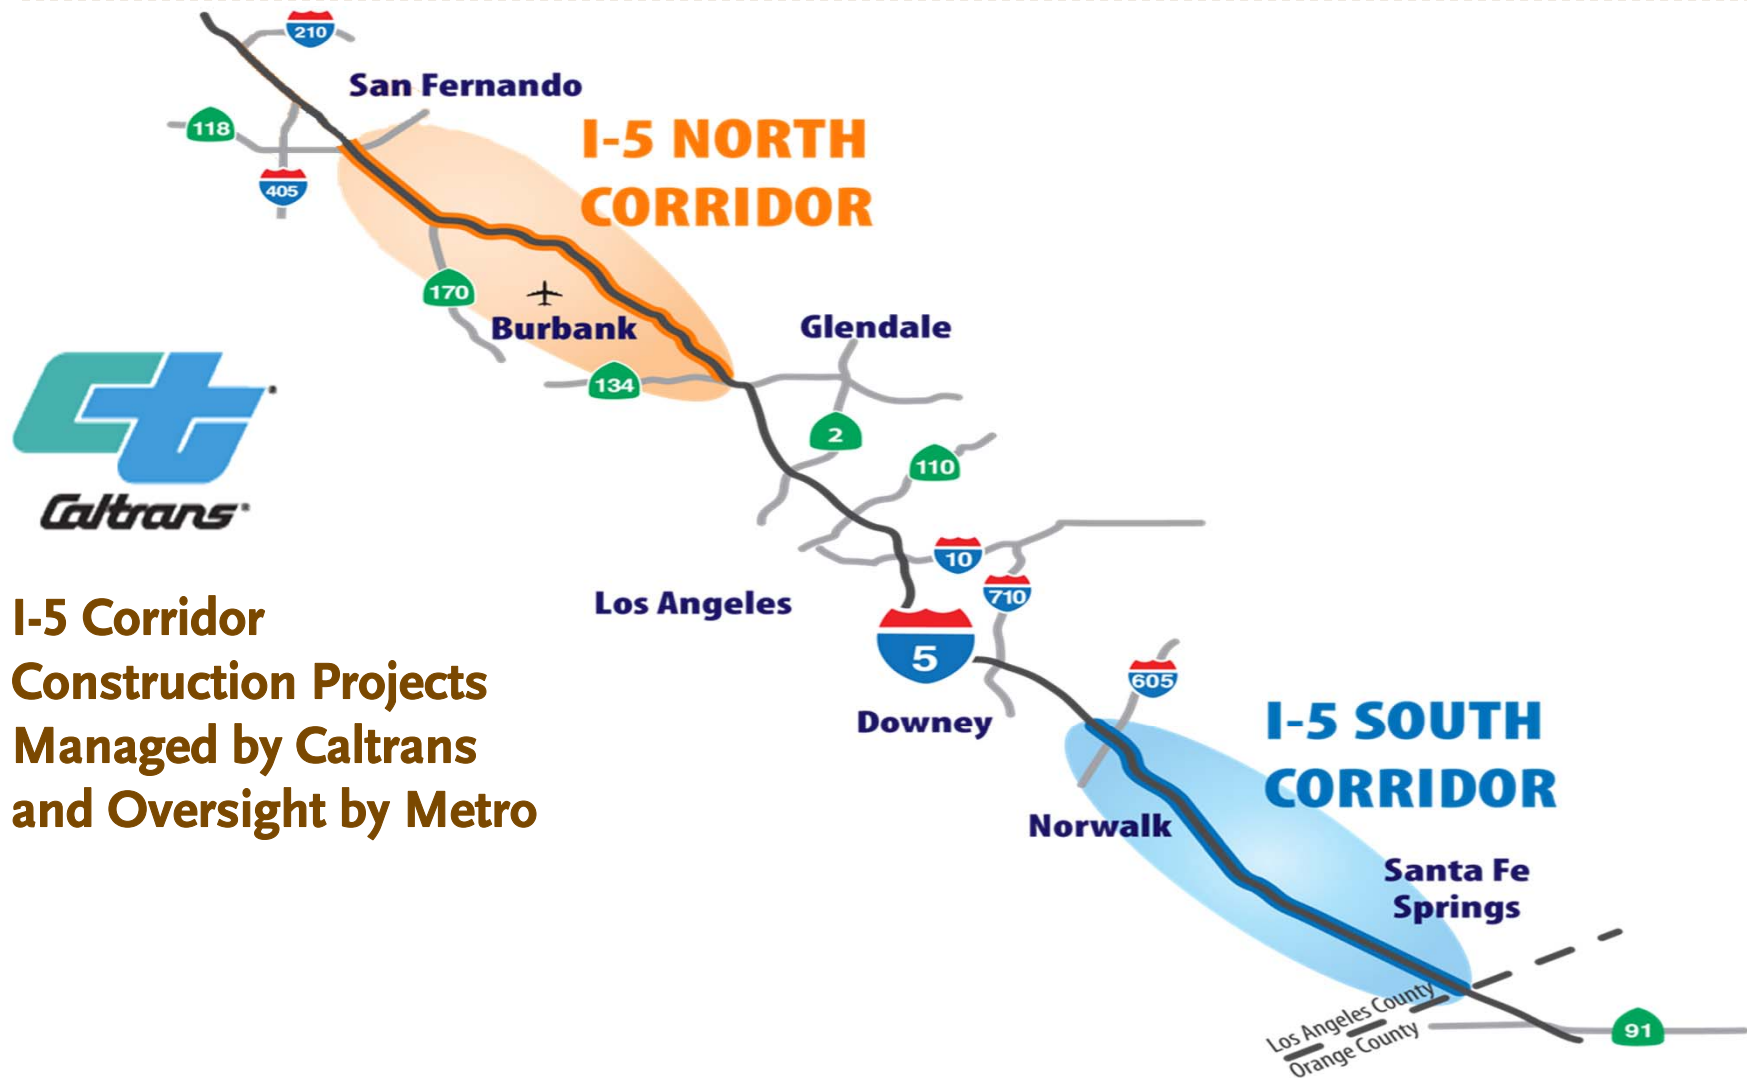 210
San Fernando
118
I-5 NORTH
CORRIDOR
405
170
Burbank
Glendale
134
2
110
Caltrans
10
710
Los Angeles
5
I-5 Corridor
Construction Projects
Managed by Caltrans
and Oversight by Metro
605
Downey
I-5 SOUTH
CORRIDOR
Norwalk
Santa Fe
Springs
Los Angeles County
Orange County
91